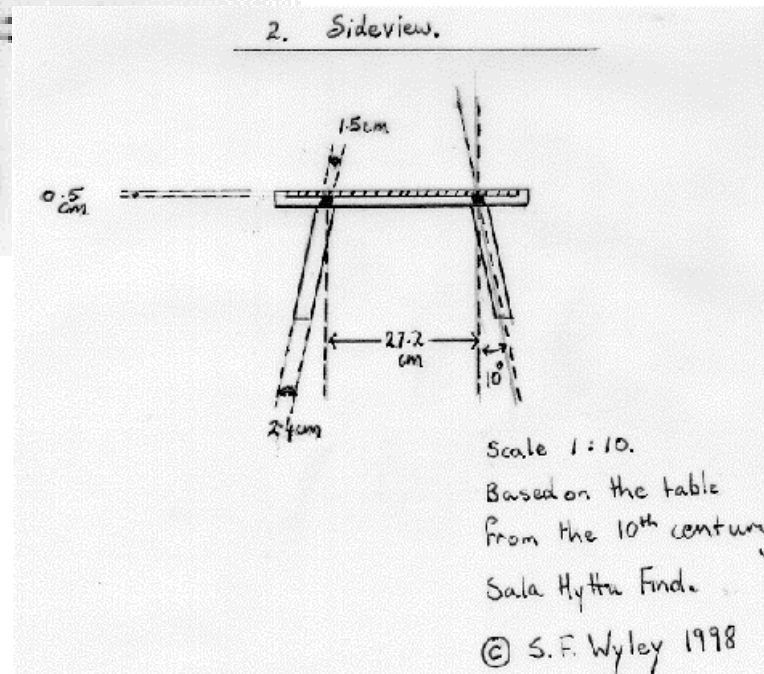 2. Sideview.
1.5cm
0.5
cm
27.2
cm
10°
2.4cm
Scale 1:10.
Based on the table
from the 10th century
Sala Hytta Find.
© S.F. Wyley 1998